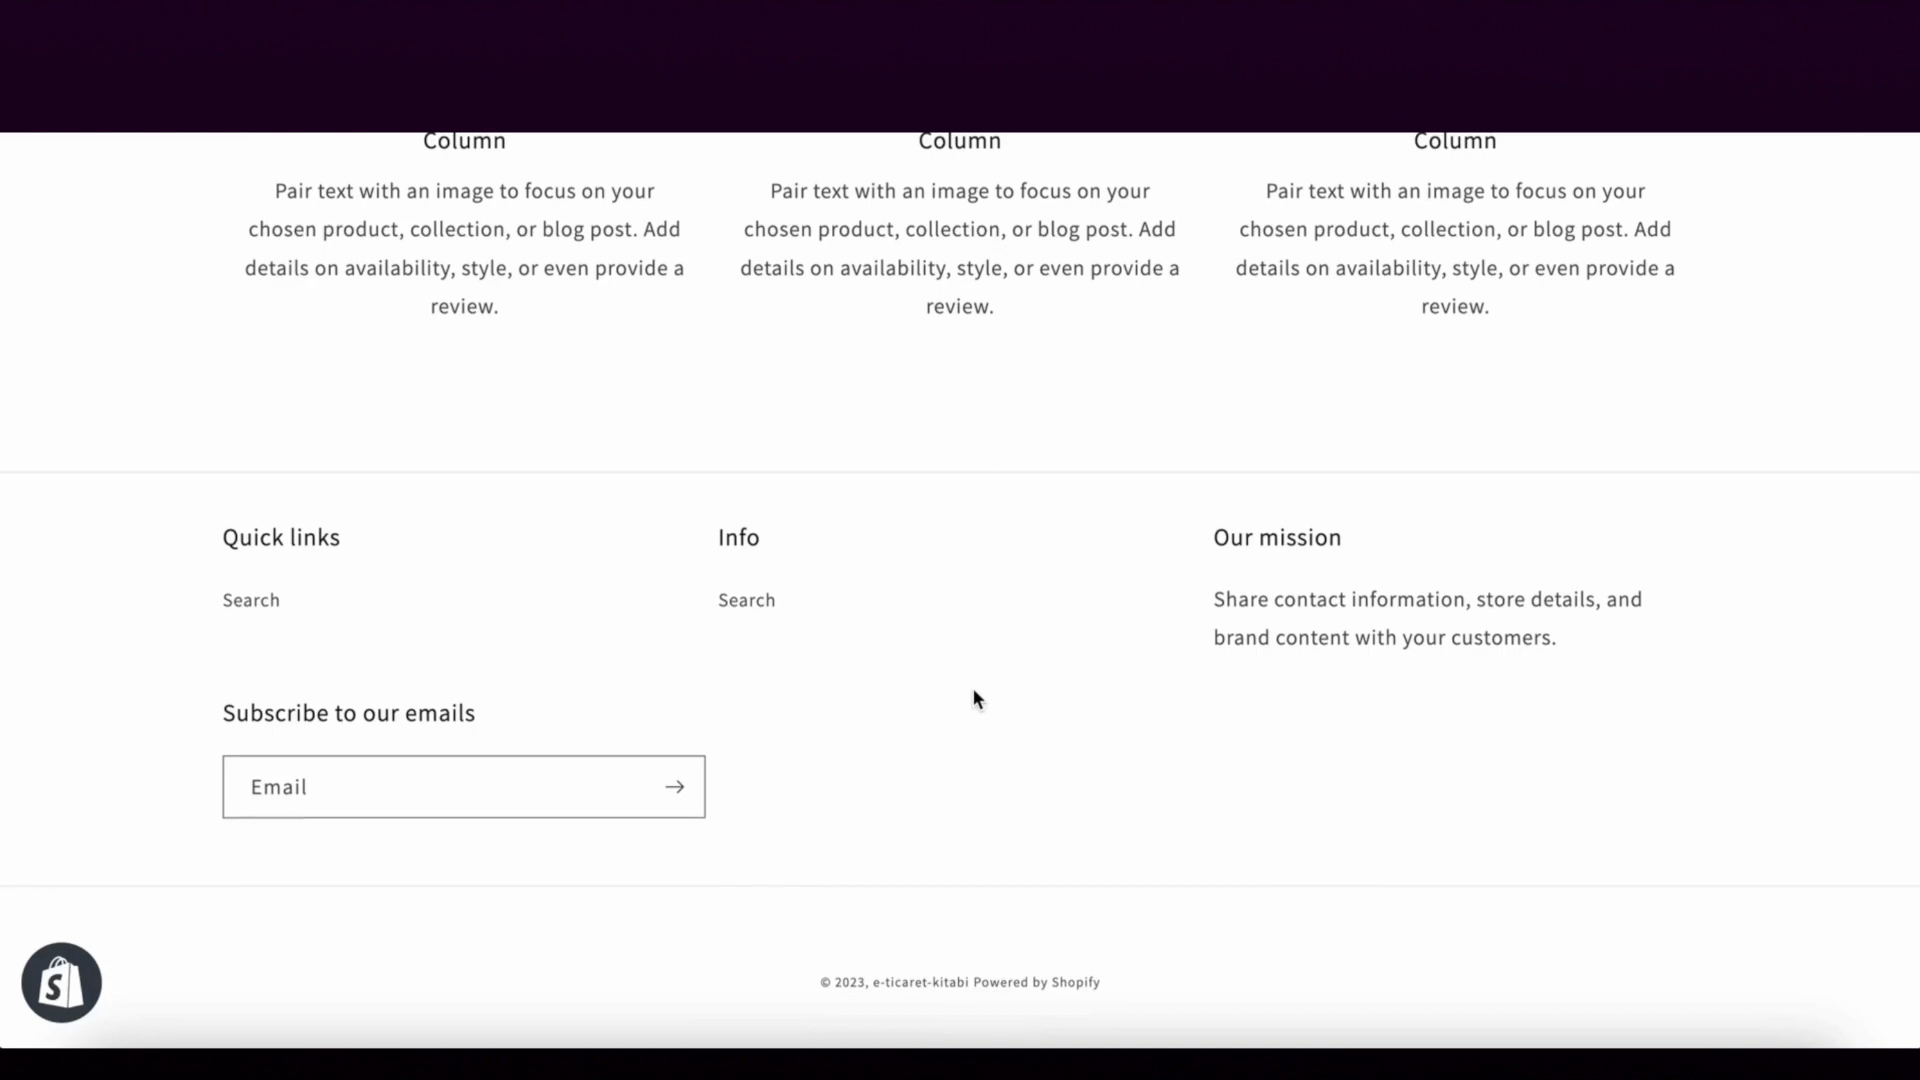 Column
Pair text with an image to focus on your
chosen product, collection, or blog post. Add
details on availability, style, or even provide a
review.
Column
Pair text with an image to focus on your
chosen product, collection, or blog post. Add
details on availability, style, or even provide a
review.
Column
Pair text with an image to focus on your
chosen product, collection, or blog post. Add
details on availability, style, or even provide a
review.
Quick links
Search
Info
Search
Our mission
Share contact information, store details, and
brand content with your customers.
Subscribe to our emails
Email
S
© 2023, e-ticaret-kitabi Powered by Shopify